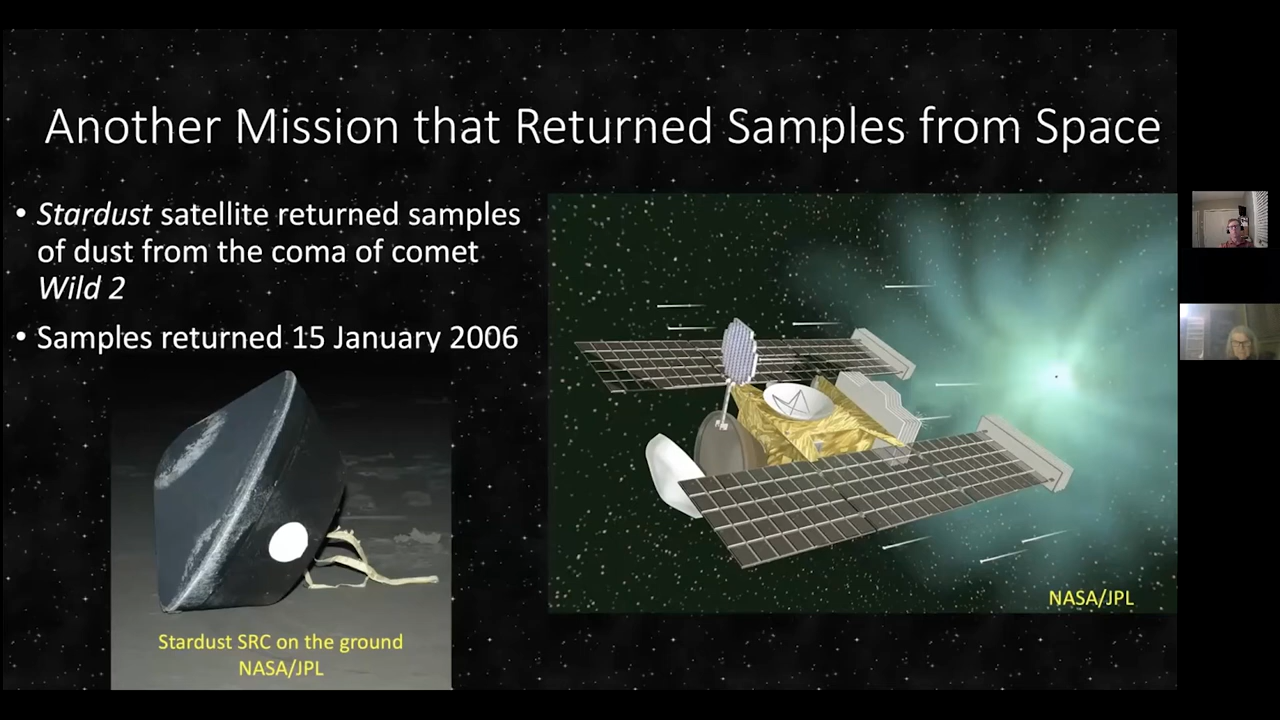 Another Mission that Returned Samples from Space
• Stardust satellite returned samples
of dust from the coma of comet
Wild 2
• Samples returned 15 January 2006
Stardust SRC on the ground
NASA/JPL
NASA/JPL